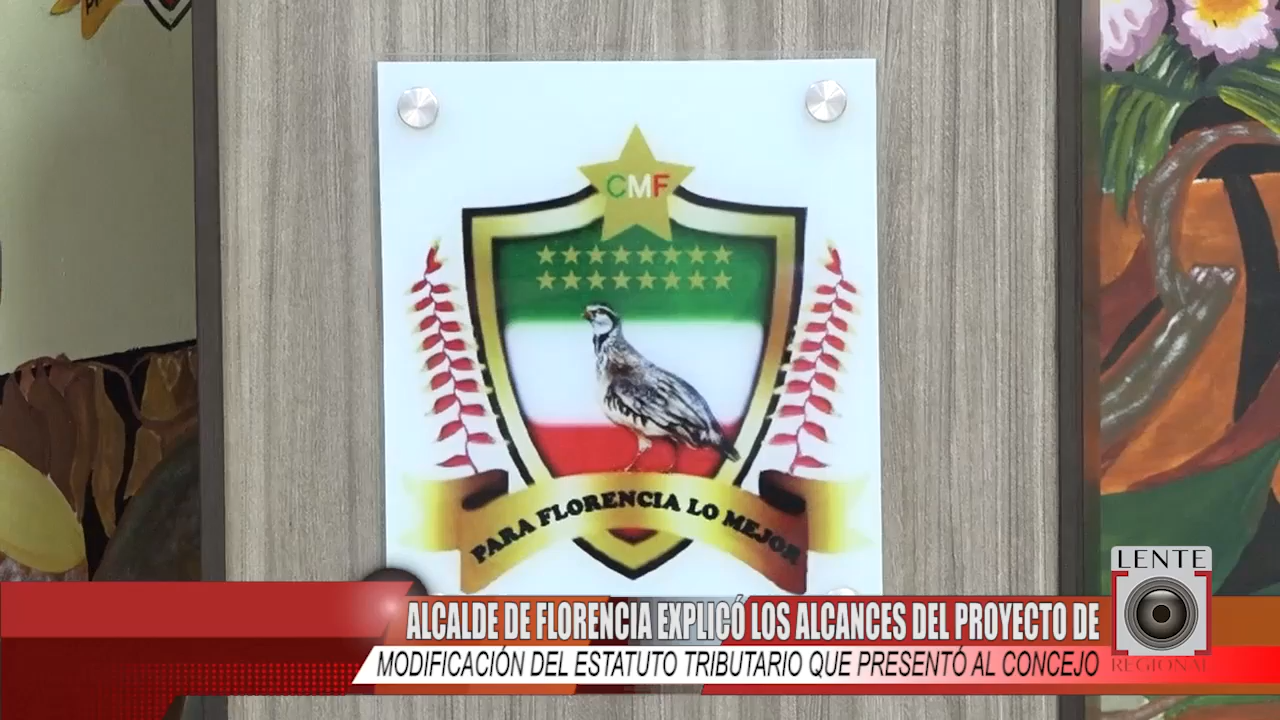 CMF
PARA FLORENCIA LO MEJOR
ALCALDE DE FLORENCIA EXPLICÓ LOS ALCANCES DEL PROYECTO DE
MODIFICACIÓN DEL ESTATUTO TRIBUTARIO QUE PRESENTÓ AL CONCEJO
LENTE
REGIONAL